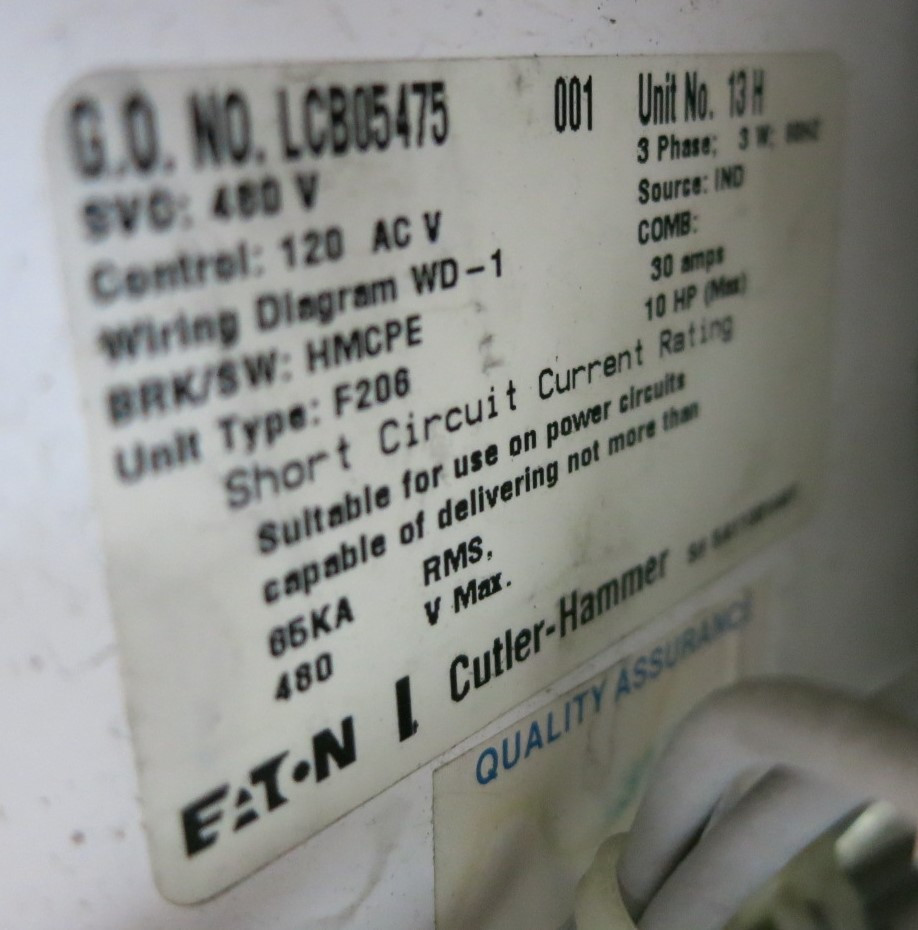 G.O. NO. LCB05475 001 Unit No. 13 H
SVC: 480 V 3 Phase; 3 W;
Control: 120 AC V Source: IND
Wiring Diagram WD-1 COMB:
BRK/SW: HMCPE 30 amps
Unit Type: F206 10 HP (Max)
Short Circuit Current Rating
Suitable for use on power circuits
capable of delivering not more than
65KA RMS,
480 V Max.
EATON Cutler-Hammer
QUALITY ASSURANCE